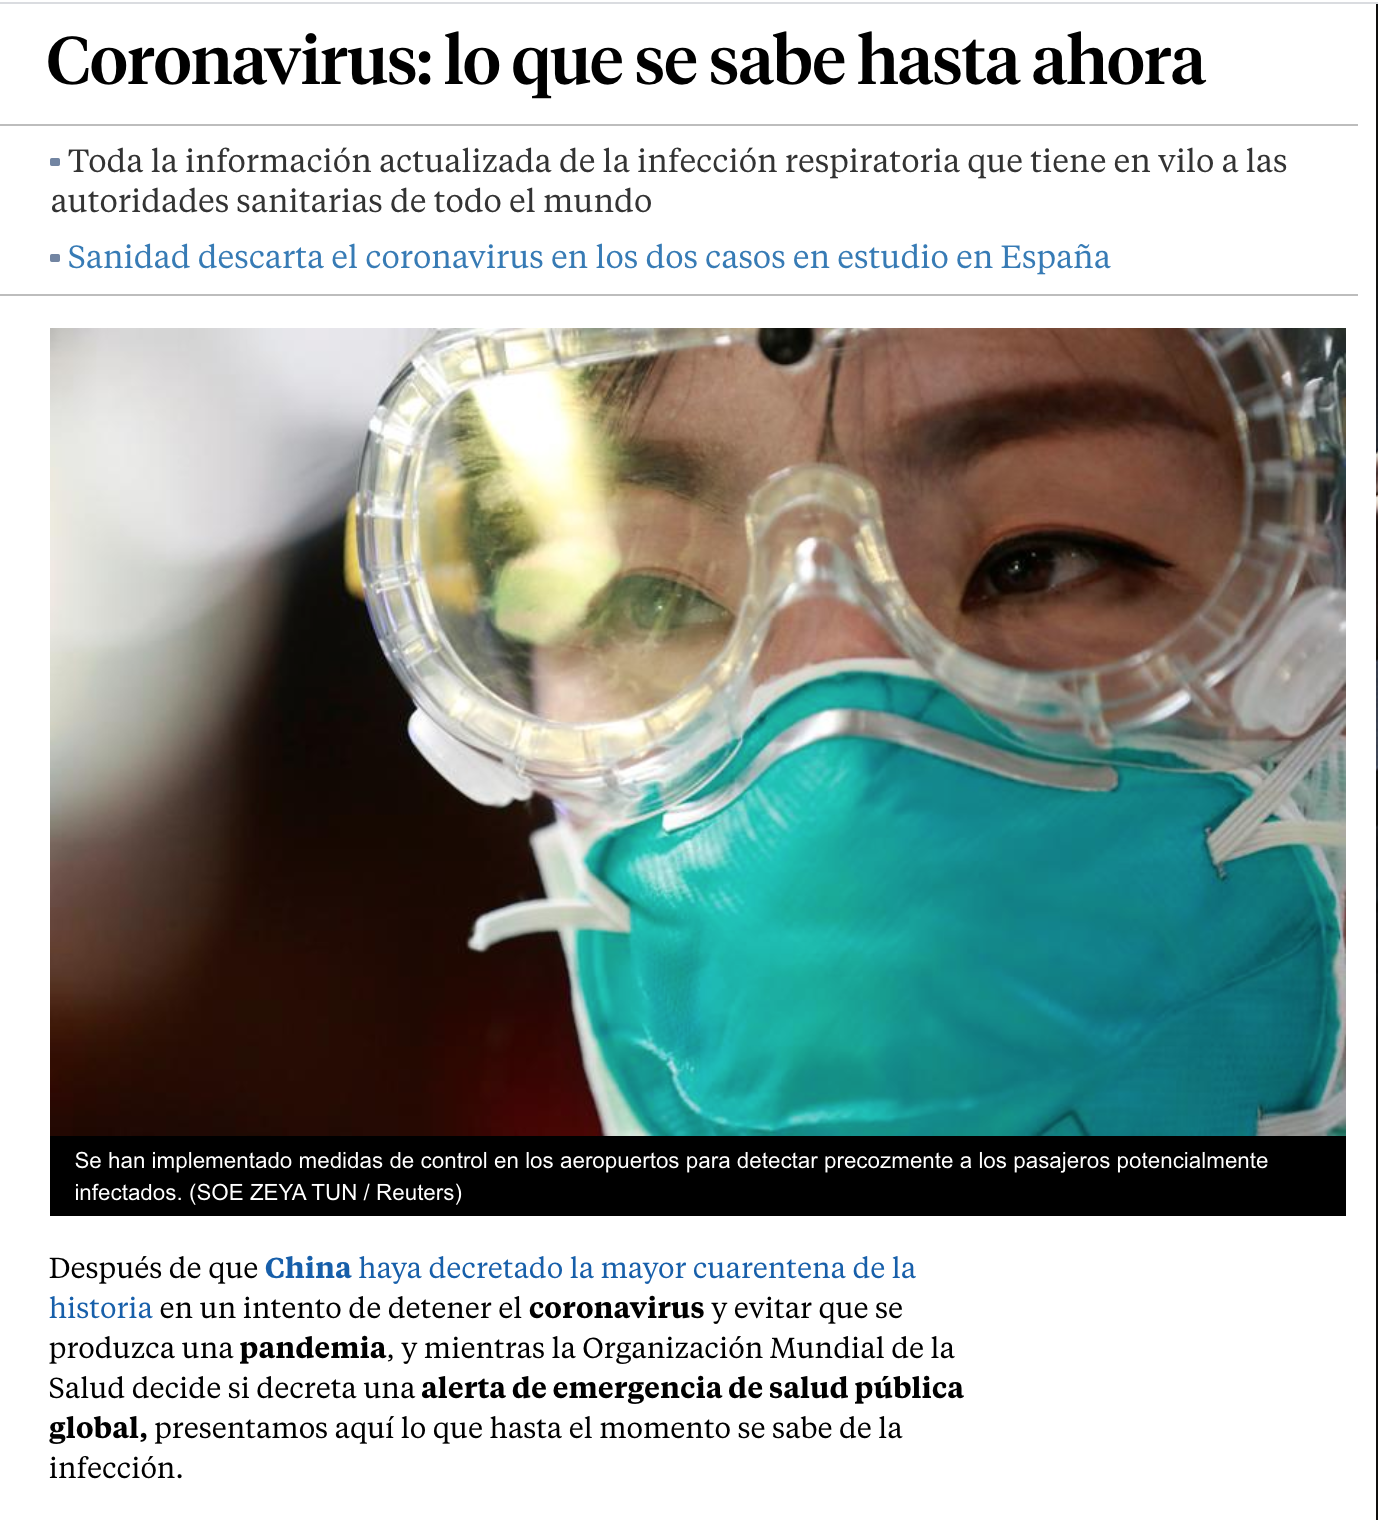 Coronavirus: lo que se sabe hasta ahora
Toda la información actualizada de la infección respiratoria que tiene en vilo a las
autoridades sanitarias de todo el mundo
Sanidad descarta el coronavirus en los dos casos en estudio en España
Se han implementado medidas de control en los aeropuertos para detectar precozmente a los pasajeros potencialmente
infectados. (SOE ZEYA TUN / Reuters)
Después de que China haya decretado la mayor cuarentena de la
historia en un intento de detener el coronavirus y evitar que se
produzca una pandemia, y mientras la Organización Mundial de la
Salud decide si decreta una alerta de emergencia de salud pública
global, presentamos aquí lo que hasta el momento se sabe de la
infección.